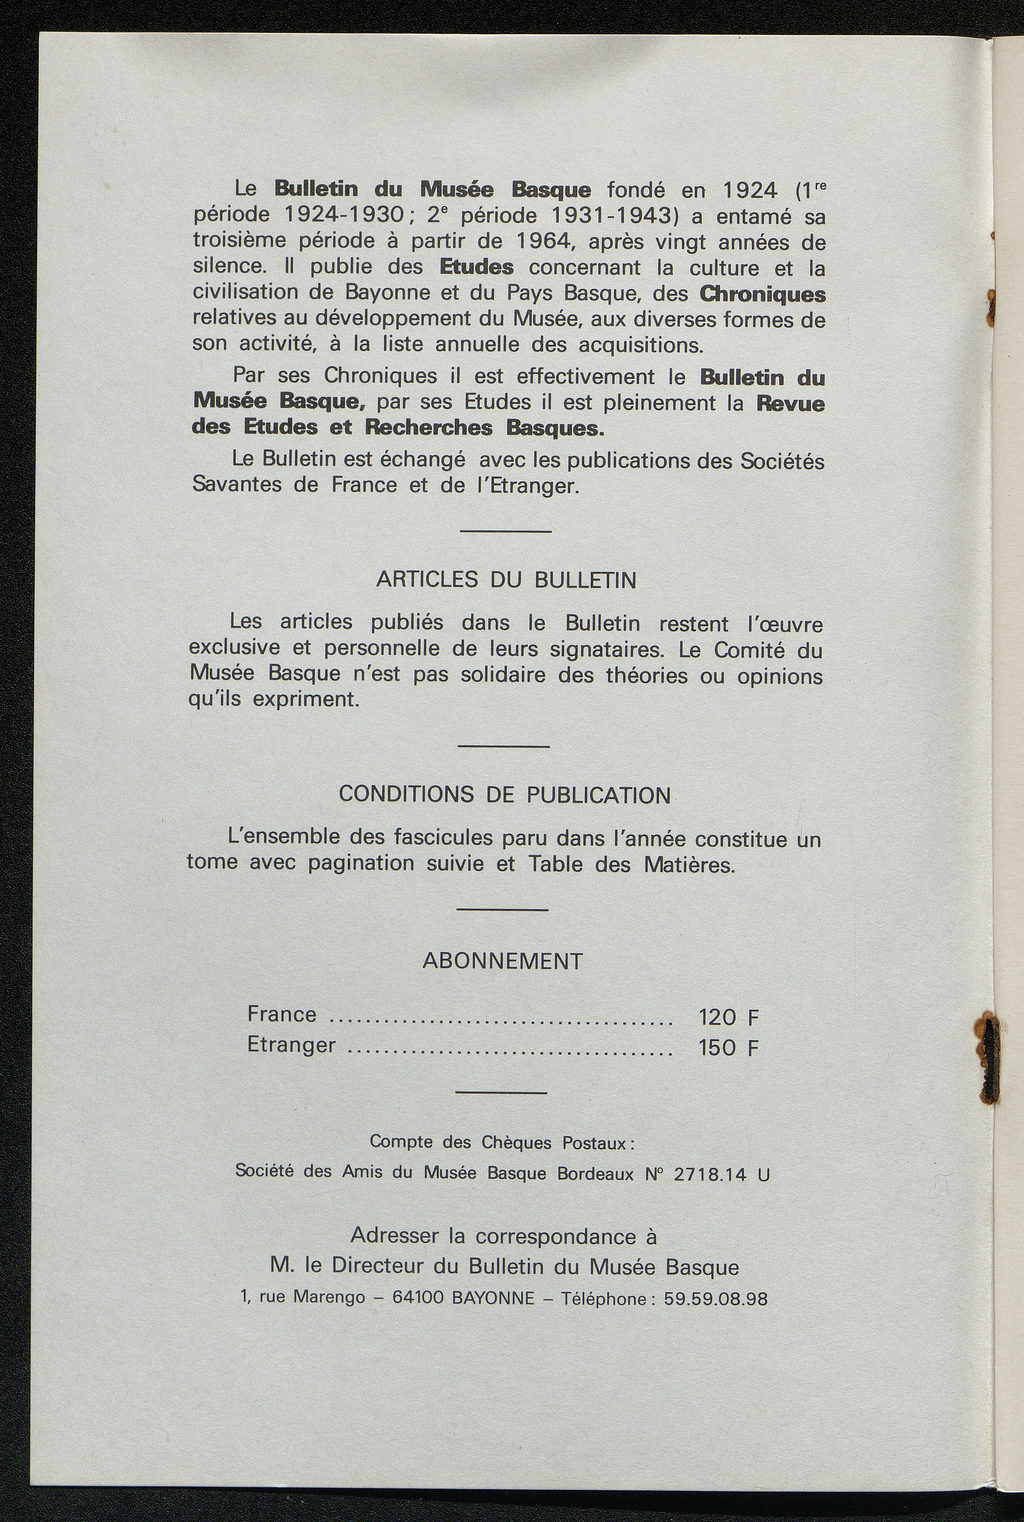 Le Bulletin du Musée Basque fondé en 1924 (1re
période 1924-1930 ; 2e période 1931-1943) a entamé sa
troisième période à partir de 1964, après vingt années de
silence. Il publie des Etudes concernant la culture et la
civilisation de Bayonne et du Pays Basque, des Chroniques
relatives au développement du Musée, aux diverses formes de
son activité, à la liste annuelle des acquisitions.
Par ses Chroniques il est effectivement le Bulletin du
Musée Basque, par ses Etudes il est pleinement la Revue
des Etudes et Recherches Basques.
Le Bulletin est échangé avec les publications des Sociétés
Savantes de France et de l'Etranger.
ARTICLES DU BULLETIN
Les articles publiés dans le Bulletin restent l'œuvre
exclusive et personnelle de leurs signataires. Le Comité du
Musée Basque n'est pas solidaire des théories ou opinions
qu'ils expriment.
CONDITIONS DE PUBLICATION
L'ensemble des fascicules paru dans l'année constitue un
tome avec pagination suivie et Table des Matières.
ABONNEMENT
France ....................................... 120 F
Etranger ..................................... 150 F
Compte des Chèques Postaux :
Société des Amis du Musée Basque Bordeaux N° 2718.14 U
Adresser la correspondance à
M. le Directeur du Bulletin du Musée Basque
1, rue Marengo – 64100 BAYONNE – Téléphone : 59.59.08.98